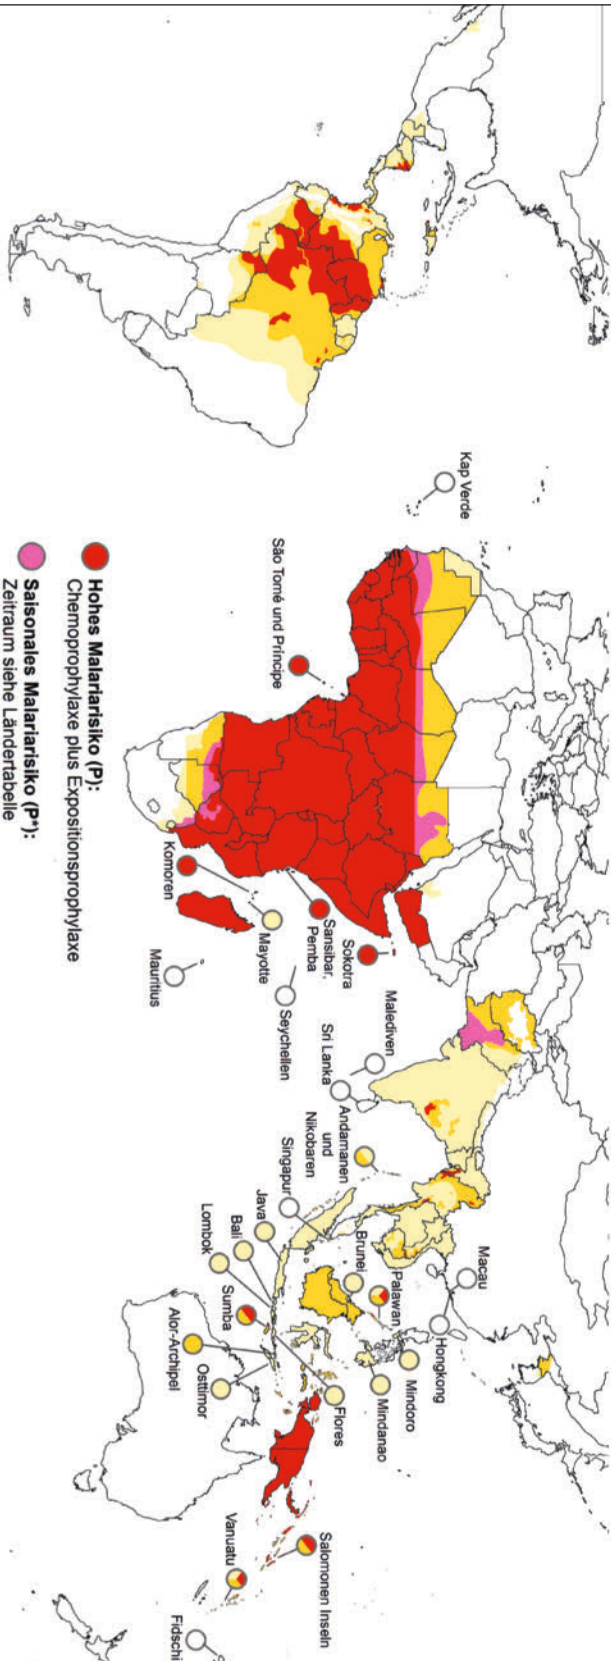 Kap Verde
São Tomé und Príncipe
Komoren
Mayotte
Mauritius
Seychellen
Sansibar,
Pemba
Sokotra
Malediven
Sri Lanka
Andamanen
und
Nikobaren
Singapur
Java
Bali
Lombok
Sumba
Alor-Archipel
Osttimor
Flores
Brunei
Palawan
Macau
Hongkong
Mindoro
Mindanao
Salomonen Inseln
Vanuatu
Fidschi
Hohes Malariarisiko (P):
Chemoprophylaxe plus Expositionsprophylaxe
Saisonales Malariarisiko (P*):
Zeitraum siehe Ländertabelle